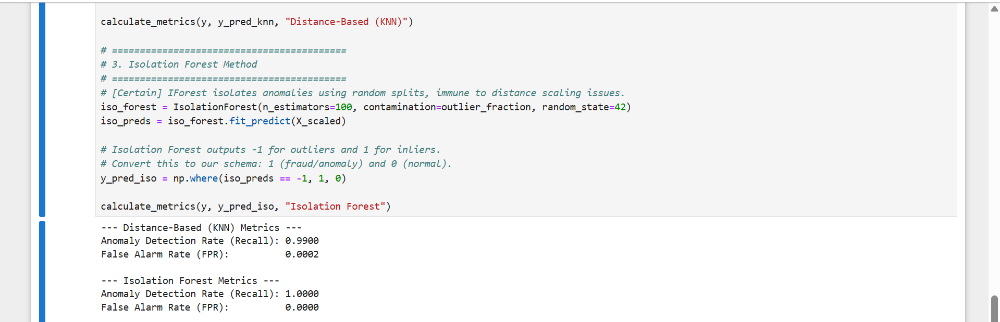 calculate_metrics(y, y_pred_knn, "Distance-Based (KNN)")
# ==========================================
# 3. Isolation Forest Method
# ==========================================
# [Certain] IForest isolates anomalies using random splits, immune to distance scaling issues.
iso_forest = IsolationForest(n_estimators=100, contamination=outlier_fraction, random_state=42)
iso_preds = iso_forest.fit_predict(X_scaled)
# Isolation Forest outputs -1 for outliers and 1 for inliers.
# Convert this to our schema: 1 (fraud/anomaly) and 0 (normal).
y_pred_iso = np.where(iso_preds == -1, 1, 0)
calculate_metrics(y, y_pred_iso, "Isolation Forest")
--- Distance-Based (KNN) Metrics ---
Anomaly Detection Rate (Recall): 0.9900
False Alarm Rate (FPR):          0.0002
--- Isolation Forest Metrics ---
Anomaly Detection Rate (Recall): 1.0000
False Alarm Rate (FPR):          0.0000